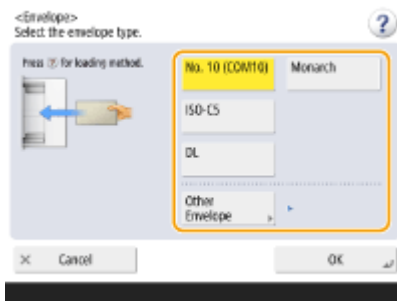 <Envelope>
Select the envelope type.
?
Press ? for loading method.
No. 10 (COM10)
Monarch
ISO-C5
DL
Other
Envelope
× Cancel
OK